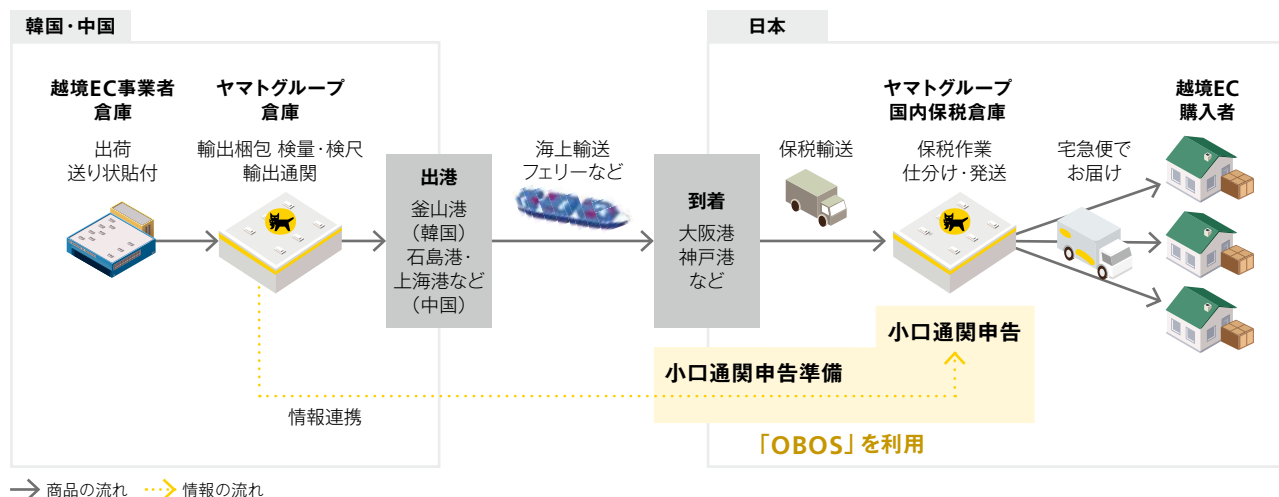 韓国・中国
日本
越境EC事業者
倉庫
出荷
送り状貼付
ヤマトグループ
倉庫
輸出梱包 検量・検尺
輸出通関
出港
釜山港
（韓国）
石島港・
上海港など
（中国）
海上輸送
フェリーなど
到着
大阪港
神戸港
など
保税輸送
ヤマトグループ
国内保税倉庫
保税作業
仕分け・発送
宅急便で
お届け
越境EC
購入者
小口通関申告
小口通関申告準備
情報連携
「OBOS」を利用
商品の流れ
情報の流れ